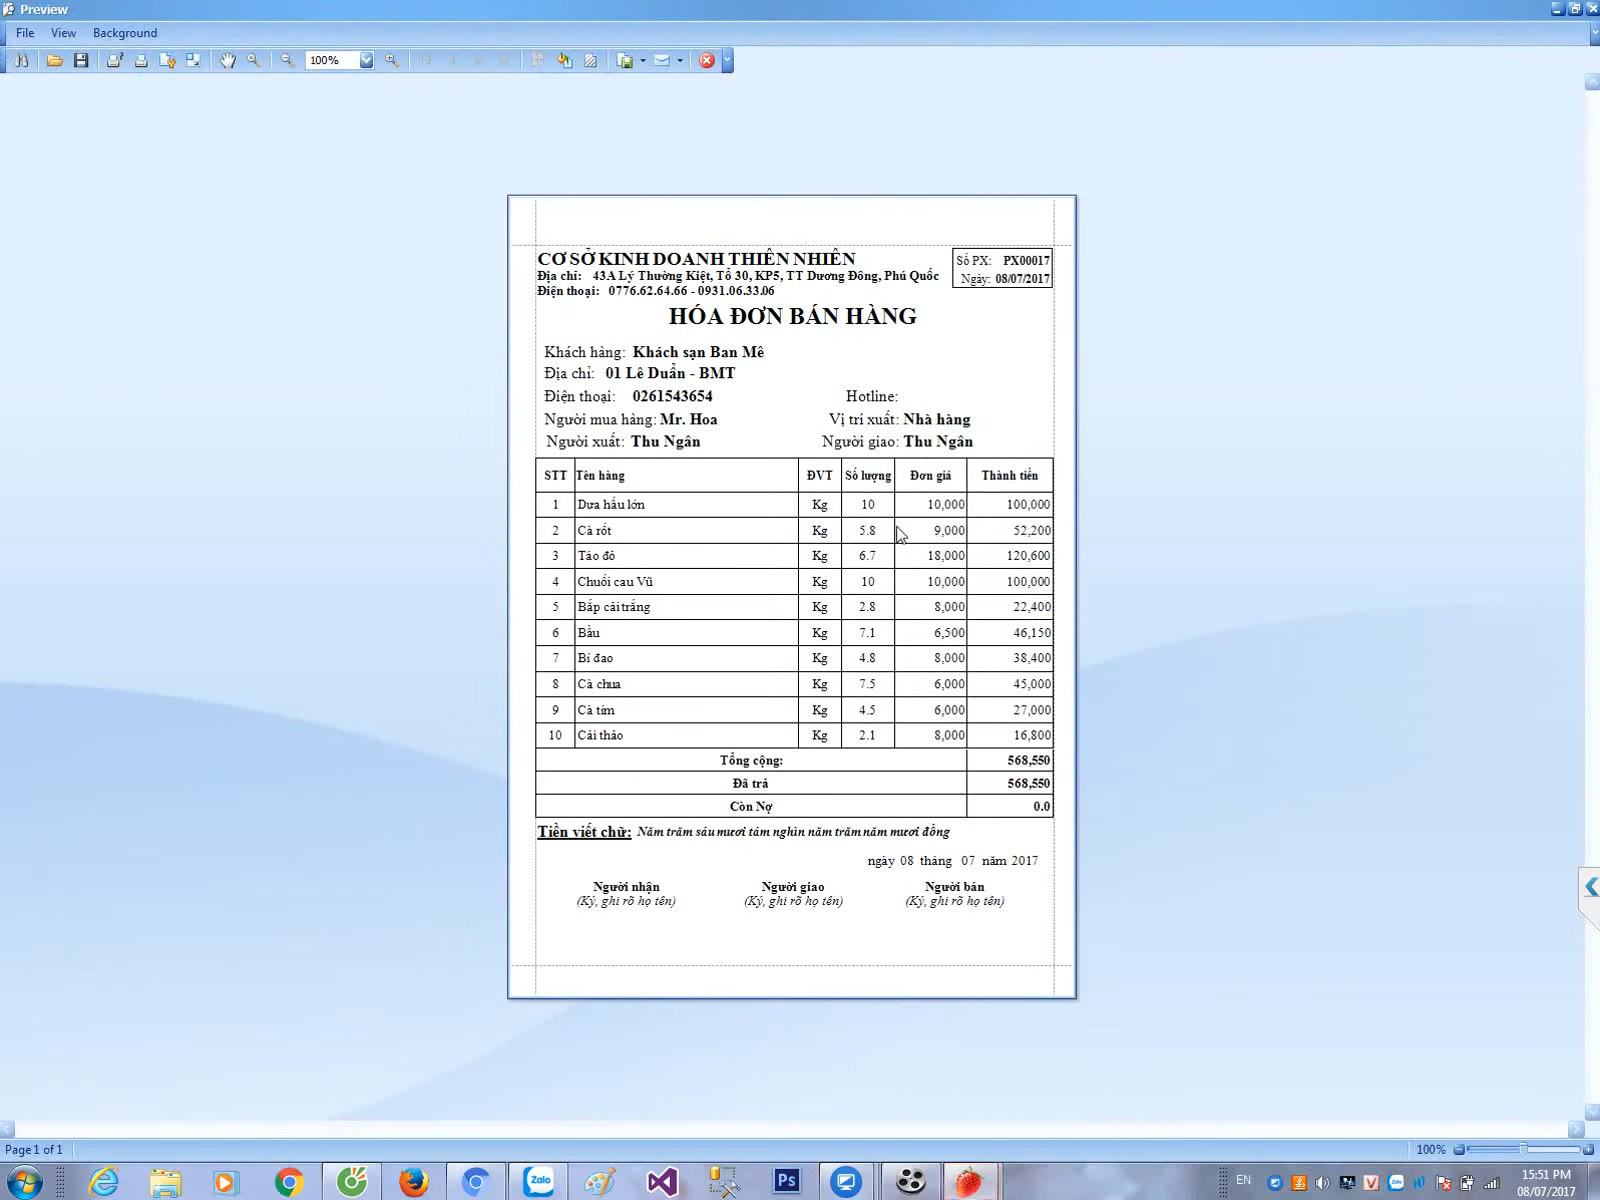 Preview
File View Background
100%
CƠ SỞ KINH DOANH THIÊN NHIÊN
Địa chỉ: 43A Lý Thường Kiệt, Tổ 30, KP5, TT Dương Đông, Phú Quốc
Điện thoại: 0776.62.64.66 - 0931.06.33.06
Số PX: PX00017
Ngày: 08/07/2017
HÓA ĐƠN BÁN HÀNG
Khách hàng: Khách sạn Ban Mê
Địa chỉ: 01 Lê Duẩn - BMT
Điện thoại: 0261543654 Hotline:
Người mua hàng: Mr. Hoa Vị trí xuất: Nhà hàng
Người xuất: Thu Ngân Người giao: Thu Ngân
STT Tên hàng ĐVT Số lượng Đơn giá Thành tiền
1 Dưa hấu lớn Kg 10 10,000 100,000
2 Cà rốt Kg 5.8 9,000 52,200
3 Táo đỏ Kg 6.7 18,000 120,600
4 Chuối cau Vũ Kg 10 10,000 100,000
5 Bắp cải trắng Kg 2.8 8,000 22,400
6 Bầu Kg 7.1 6,500 46,150
7 Bí đao Kg 4.8 8,000 38,400
8 Cà chua Kg 7.5 6,000 45,000
9 Cà tím Kg 4.5 6,000 27,000
10 Cải thảo Kg 2.1 8,000 16,800
Tổng cộng: 568,550
Đã trả 568,550
Còn Nợ 0.0
Tiền viết chữ: Năm trăm sáu mươi tám nghìn năm trăm năm mươi đồng
ngày 08 tháng 07 năm 2017
Người nhận Người giao Người bán
(Ký, ghi rõ họ tên) (Ký, ghi rõ họ tên) (Ký, ghi rõ họ tên)
Page 1 of 1 100%
Zalo Ps EN 15:51 PM
08/07/2017